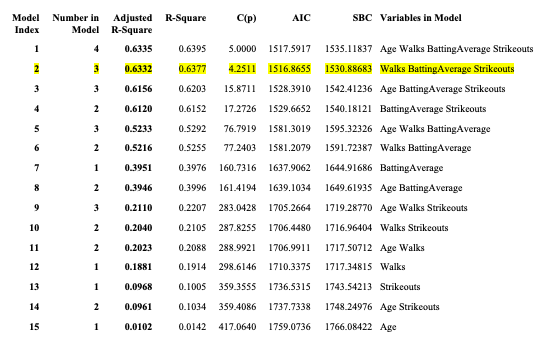 Model Number in Adjusted R-Square C(p) AIC SBC Variables in Model
Index Model R-Square
1 4 0.6335 0.6395 5.0000 1517.5917 1535.11837 Age Walks BattingAverage Strikeouts
2 3 0.6332 0.6377 4.2511 1516.8655 1530.88683 Walks BattingAverage Strikeouts
3 3 0.6156 0.6203 15.8711 1528.3910 1542.41236 Age BattingAverage Strikeouts
4 2 0.6120 0.6152 17.2726 1529.6652 1540.18121 BattingAverage Strikeouts
5 3 0.5233 0.5292 76.7919 1581.3019 1595.32326 Age Walks BattingAverage
6 2 0.5216 0.5255 77.2403 1581.2079 1591.72387 Walks BattingAverage
7 1 0.3951 0.3976 160.7316 1637.9062 1644.91686 BattingAverage
8 2 0.3946 0.3996 161.4194 1639.1034 1649.61935 Age BattingAverage
9 3 0.2110 0.2207 283.0428 1705.2664 1719.28770 Age Walks Strikeouts
10 2 0.2040 0.2105 287.8255 1706.4480 1716.96404 Walks Strikeouts
11 2 0.2023 0.2088 288.9921 1706.9911 1717.50712 Age Walks
12 1 0.1881 0.1914 298.6146 1710.3375 1717.34815 Walks
13 1 0.0968 0.1005 359.3555 1736.5315 1743.54213 Strikeouts
14 2 0.0961 0.1034 359.4086 1737.7338 1748.24976 Age Strikeouts
15 1 0.0102 0.0142 417.0640 1759.0736 1766.08422 Age